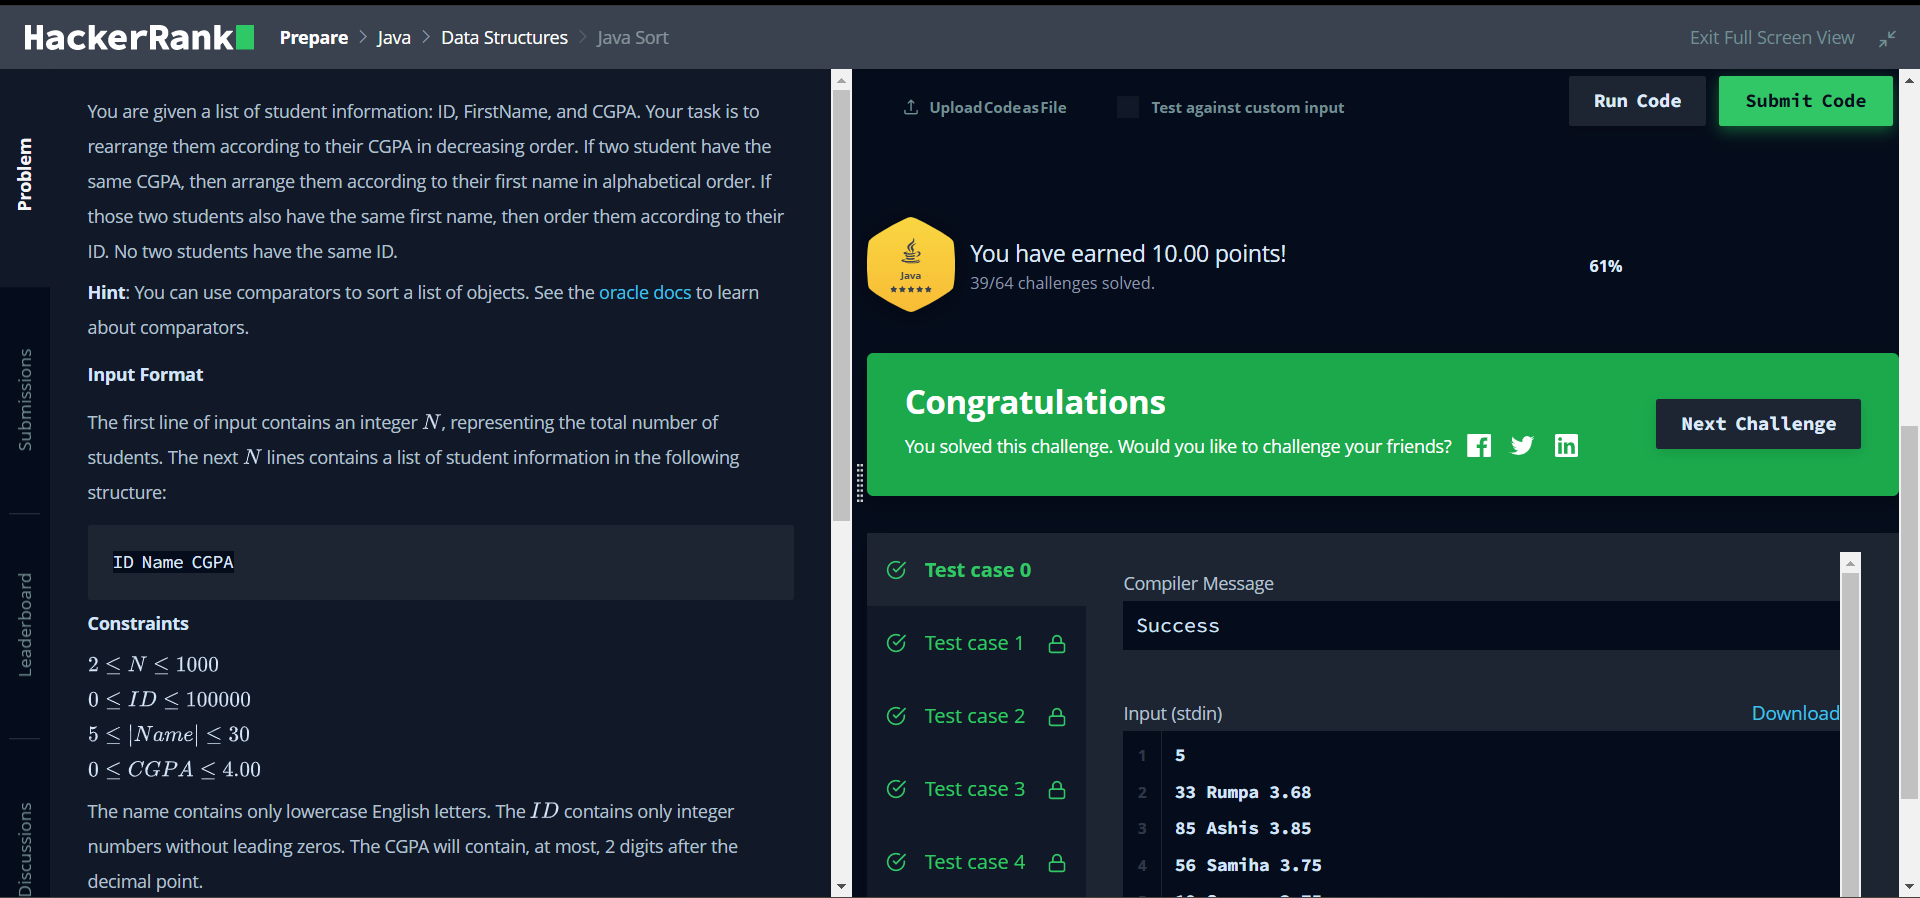 HackerRank
Prepare > Java > Data Structures > Java Sort
Exit Full Screen View
Problem
Submissions
Leaderboard
Discussions
You are given a list of student information: ID, FirstName, and CGPA. Your task is to
rearrange them according to their CGPA in decreasing order. If two student have the
same CGPA, then arrange them according to their first name in alphabetical order. If
those two students also have the same first name, then order them according to their
ID. No two students have the same ID.
Hint: You can use comparators to sort a list of objects. See the oracle docs to learn
about comparators.
Input Format
The first line of input contains an integer N, representing the total number of
students. The next N lines contains a list of student information in the following
structure:
ID Name CGPA
Constraints
2 ≤ N ≤ 1000
0 ≤ ID ≤ 100000
5 ≤ |Name| ≤ 30
0 ≤ CGPA ≤ 4.00
The name contains only lowercase English letters. The ID contains only integer
numbers without leading zeros. The CGPA will contain, at most, 2 digits after the
decimal point.
Upload Code as File
Test against custom input
Run Code
Submit Code
Java
You have earned 10.00 points!
39/64 challenges solved.
61%
Congratulations
You solved this challenge. Would you like to challenge your friends?
Next Challenge
Test case 0
Test case 1
Test case 2
Test case 3
Test case 4
Compiler Message
Success
Input (stdin)
Download
1 5
2 33 Rumpa 3.68
3 85 Ashis 3.85
4 56 Samiha 3.75